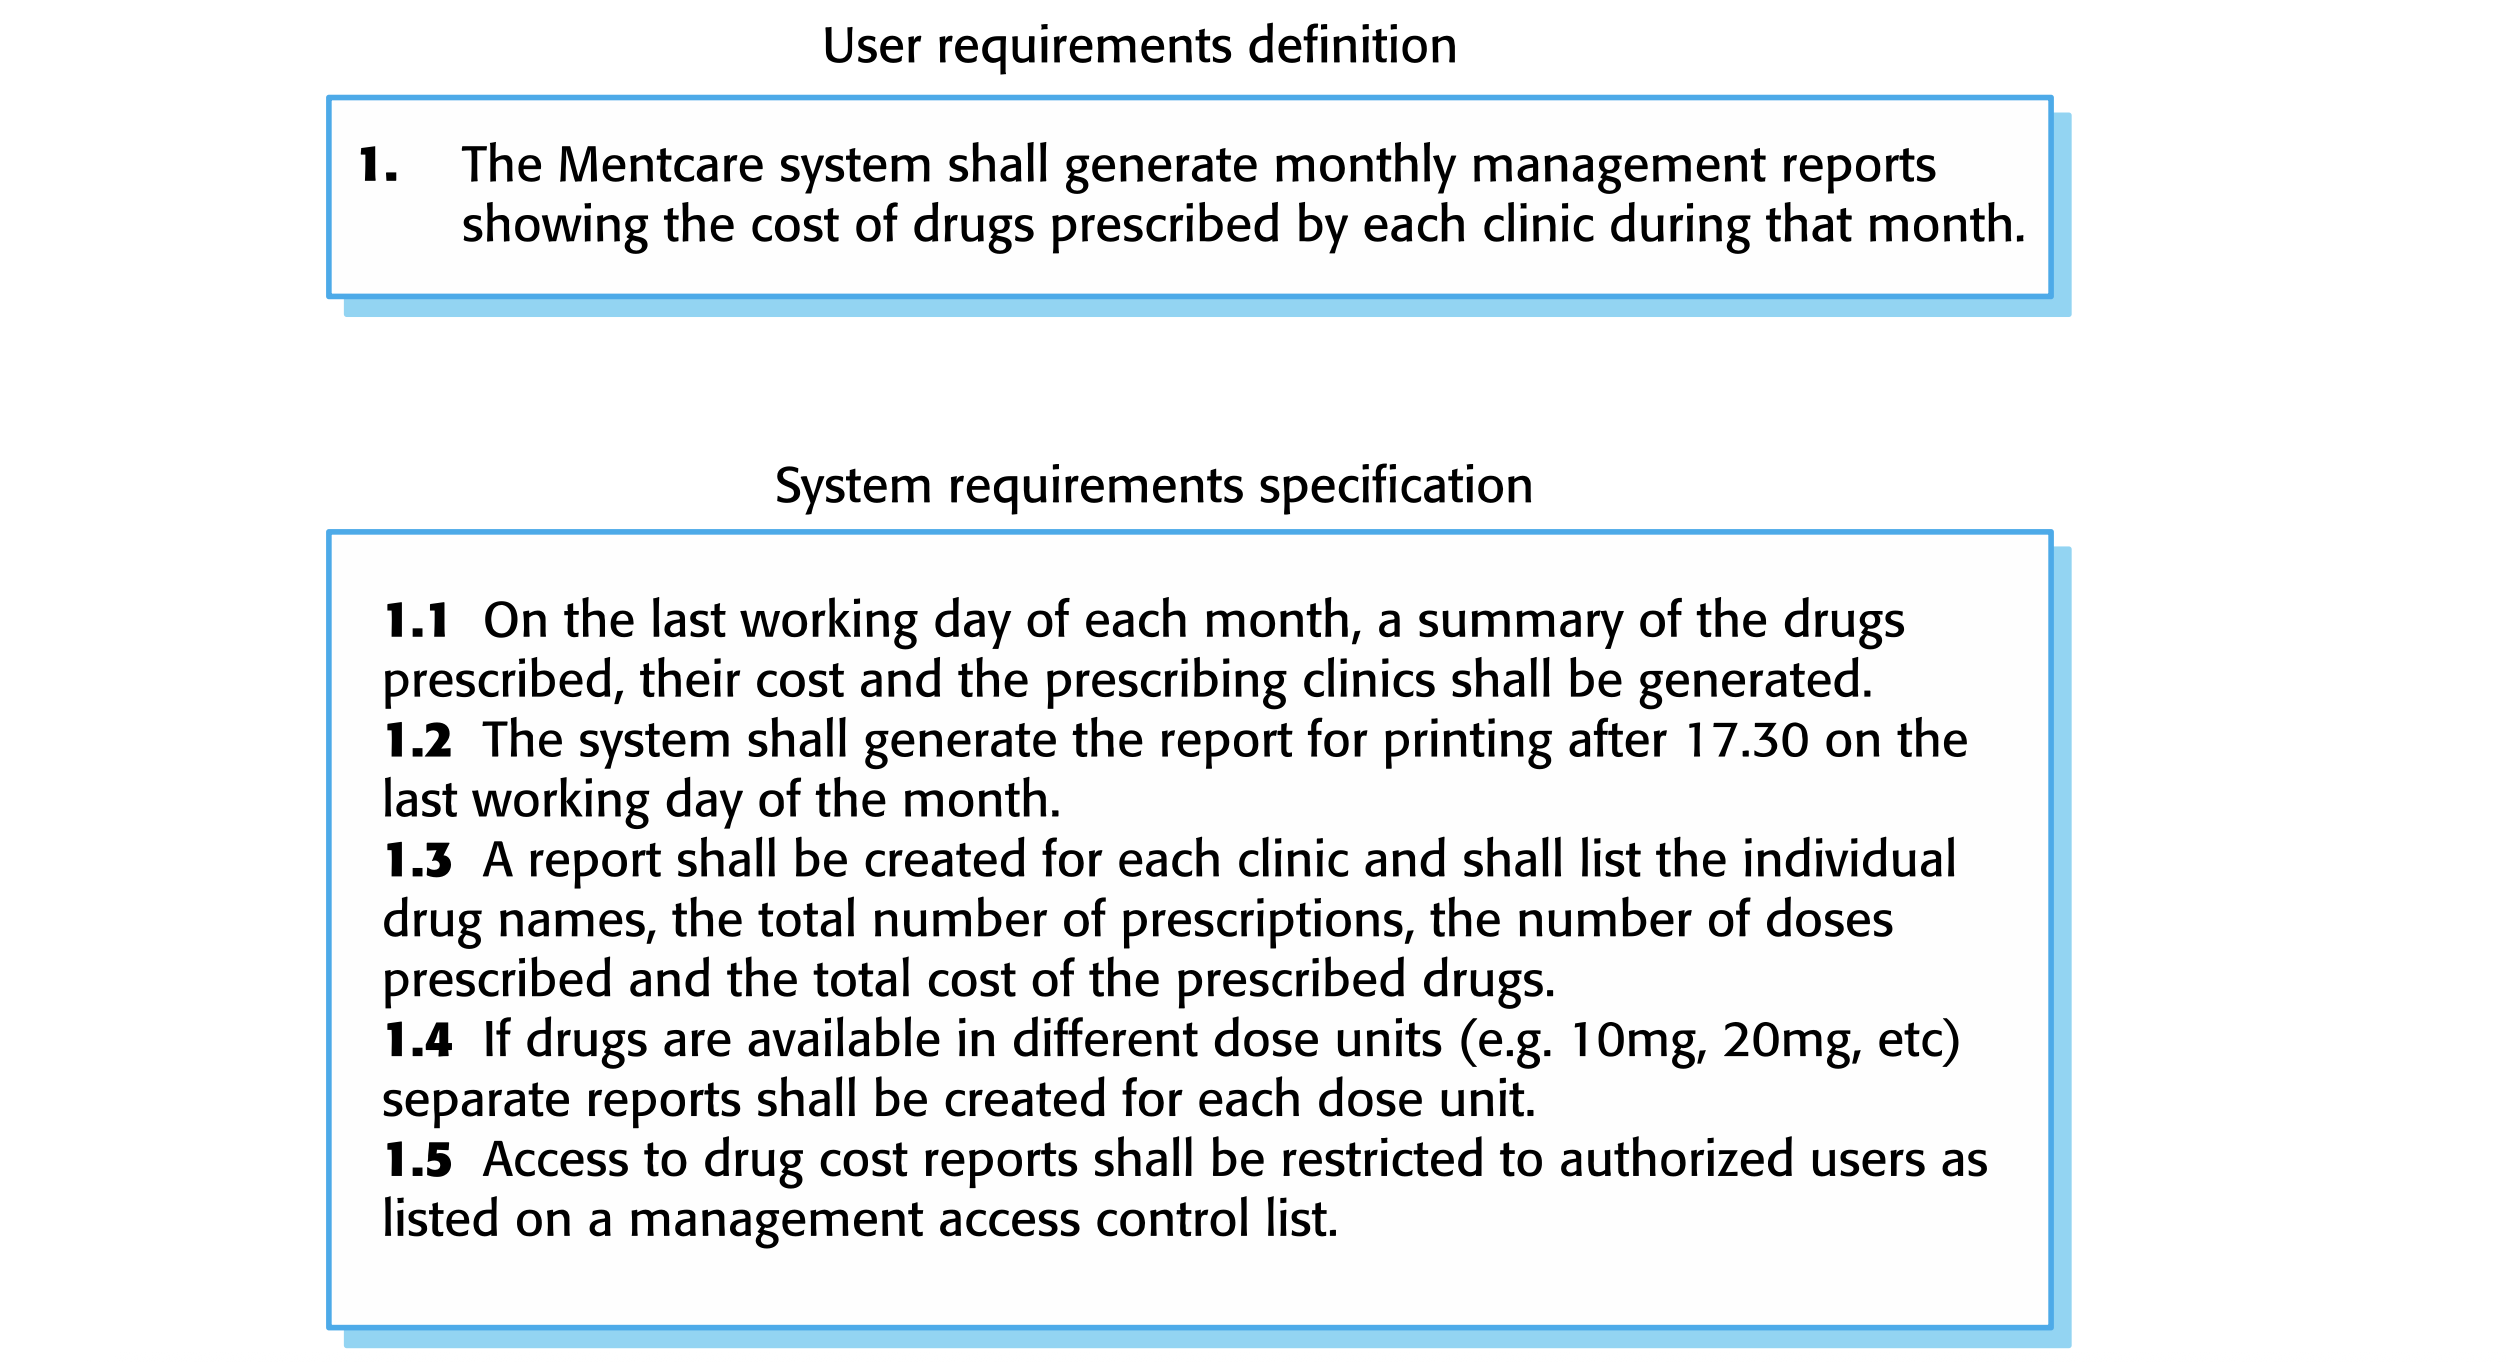 User requirements definition
1. The Mentcare system shall generate monthly management reports
showing the cost of drugs prescribed by each clinic during that month.
System requirements specification
1.1 On the last working day of each month, a summary of the drugs
prescribed, their cost and the prescribing clinics shall be generated.
1.2 The system shall generate the report for printing after 17.30 on the
last working day of the month.
1.3 A report shall be created for each clinic and shall list the individual
drug names, the total number of prescriptions, the number of doses
prescribed and the total cost of the prescribed drugs.
1.4 If drugs are available in different dose units (e.g. 10mg, 20mg, etc)
separate reports shall be created for each dose unit.
1.5 Access to drug cost reports shall be restricted to authorized users as
listed on a management access control list.